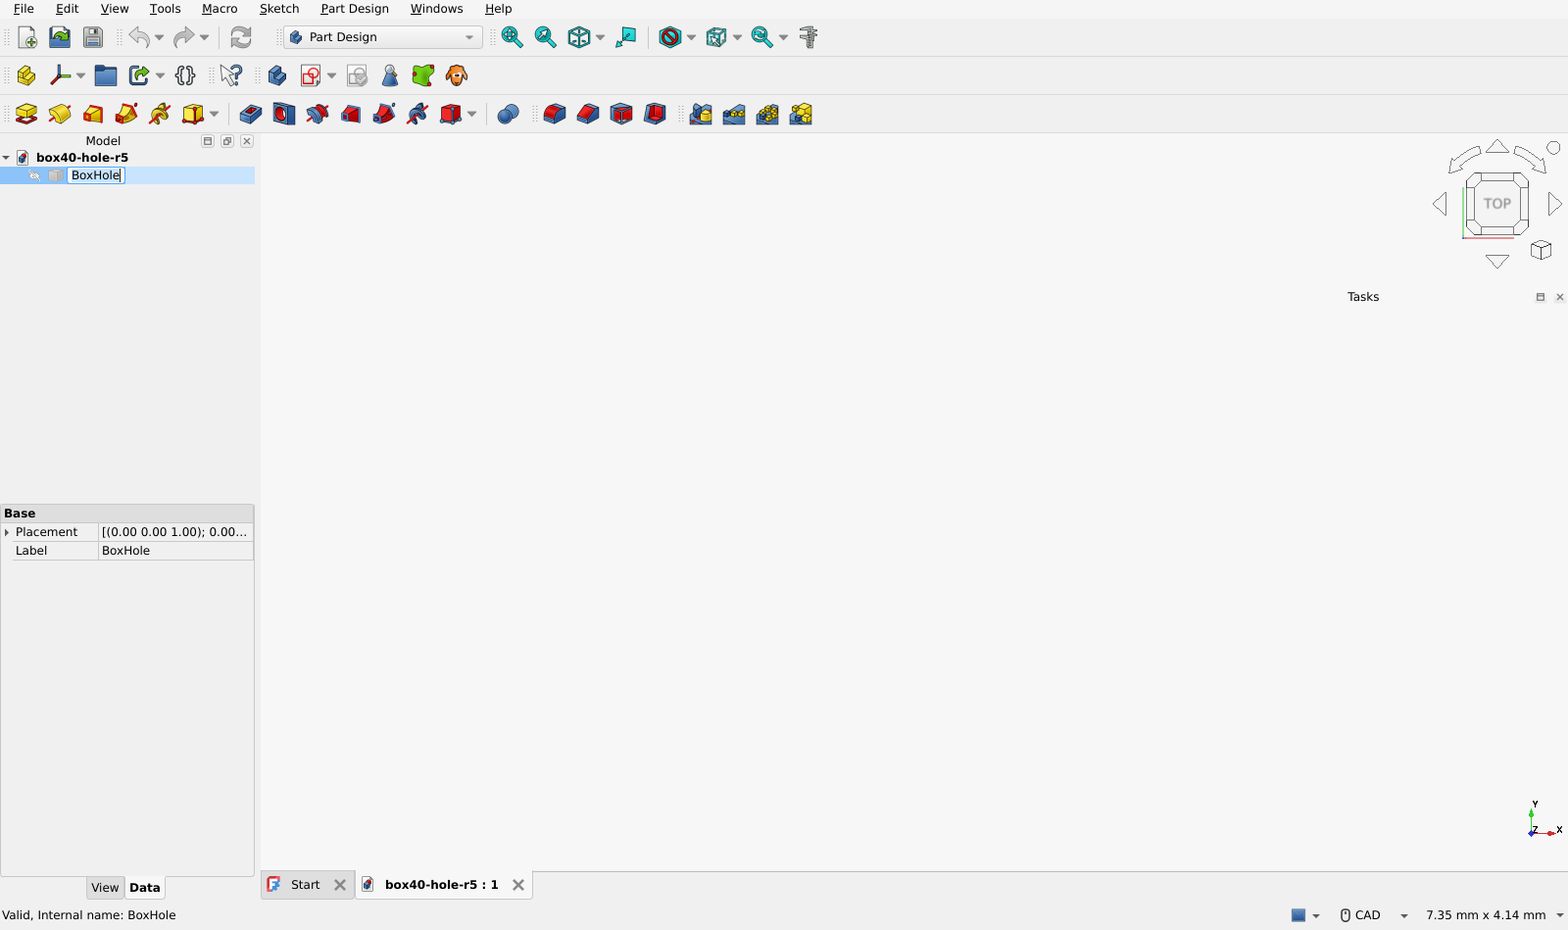 File Edit View Tools Macro Sketch Part Design Windows Help
Part Design
Model
box40-hole-r5
BoxHole
TOP
Tasks
Base
Placement [(0.00 0.00 1.00); 0.00...
Label BoxHole
Y
Z X
View Data
Start box40-hole-r5 : 1
Valid, Internal name: BoxHole CAD 7.35 mm x 4.14 mm